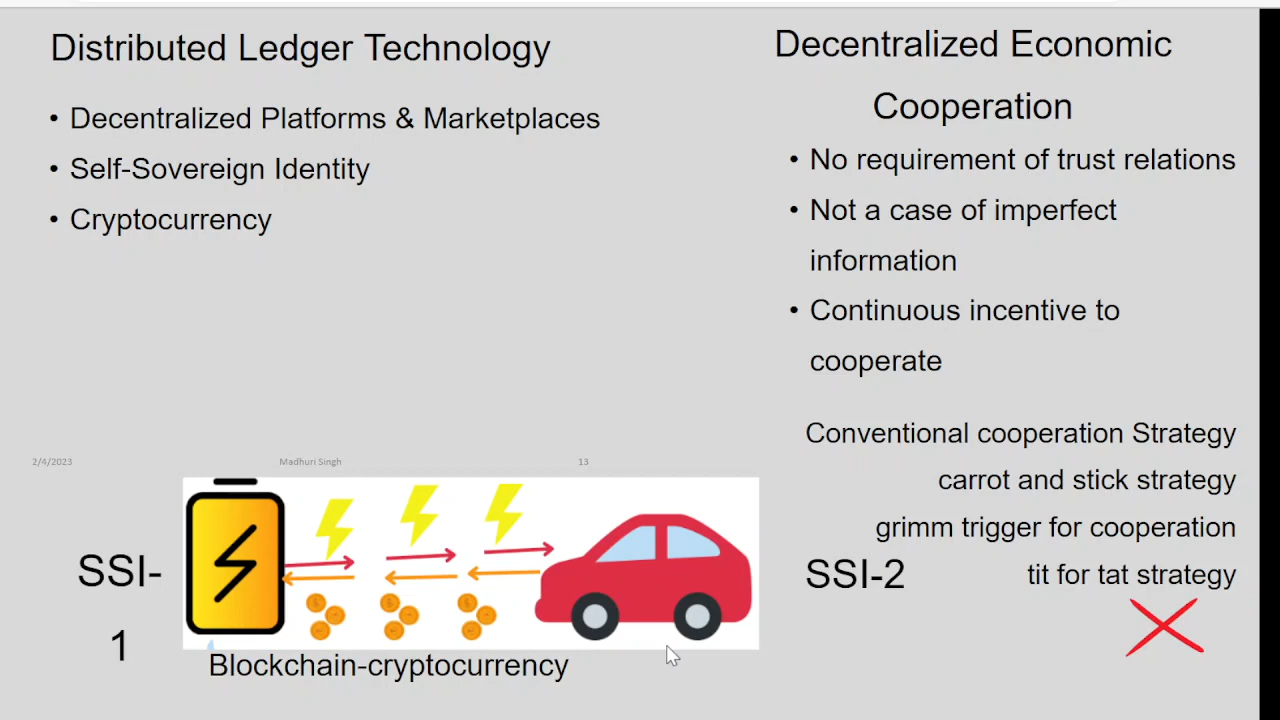 Distributed Ledger Technology
• Decentralized Platforms & Marketplaces
• Self-Sovereign Identity
• Cryptocurrency
Decentralized Economic
Cooperation
• No requirement of trust relations
• Not a case of imperfect
information
• Continuous incentive to
cooperate
Conventional cooperation Strategy
carrot and stick strategy
grimm trigger for cooperation
tit for tat strategy
2/4/2023
Madhuri Singh
13
SSI-
1
SSI-2
Blockchain-cryptocurrency